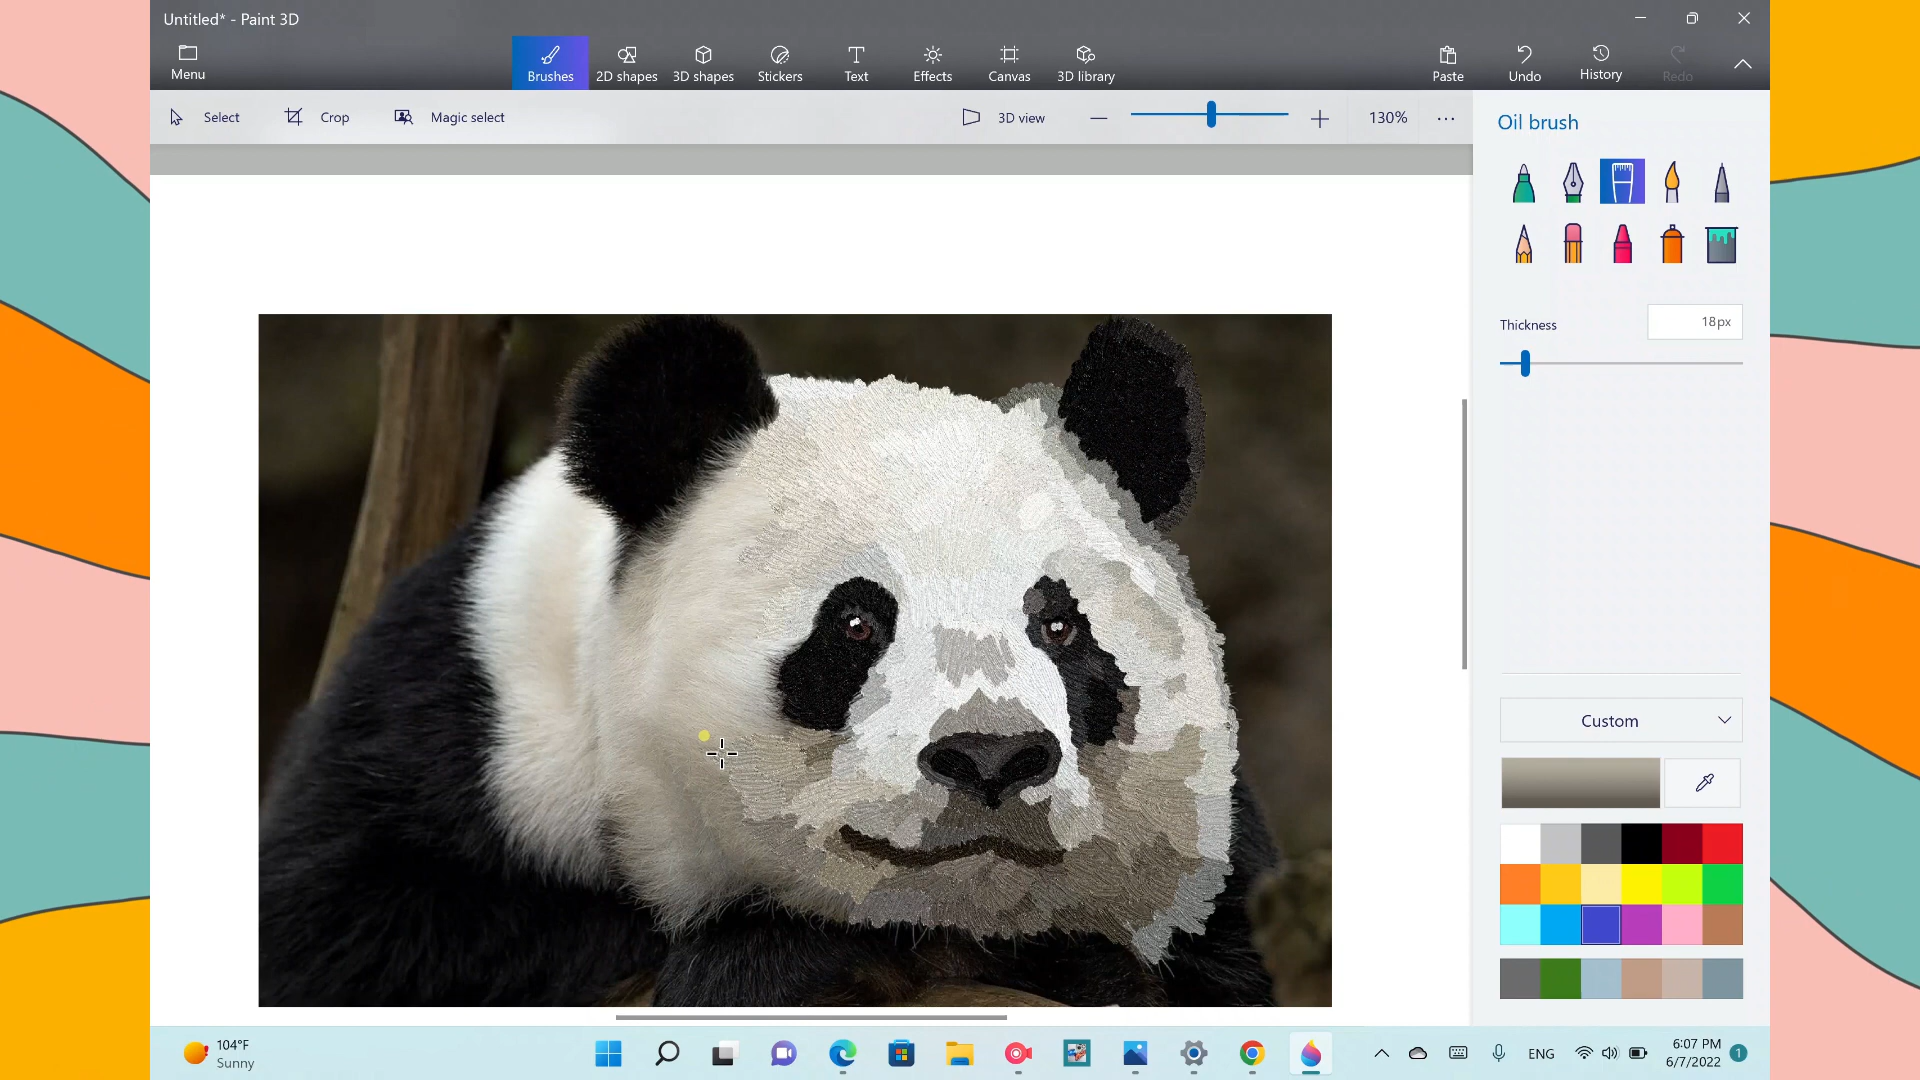 Untitled* - Paint 3D
Menu
Brushes
2D shapes
3D shapes
Stickers
Text
Effects
Canvas
3D library
Paste
Undo
History
Redo
Select
Crop
Magic select
3D view
130%
Oil brush
Thickness
18px
Custom
104°F
Sunny
ENG
6:07 PM
6/7/2022
1